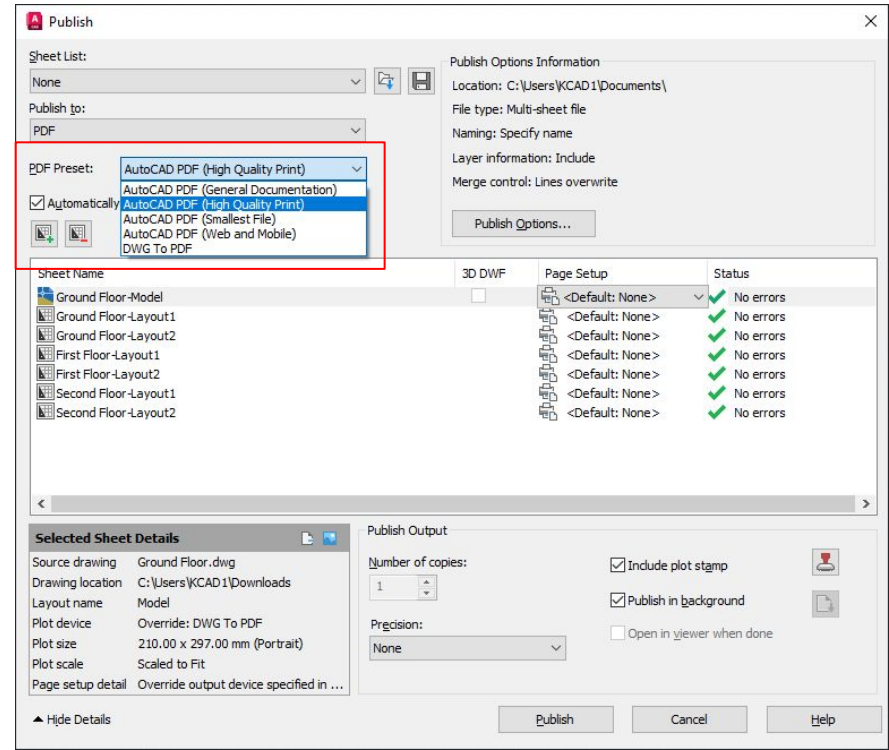 Publish
Sheet List:
None
Publish to:
PDF
PDF Preset: AutoCAD PDF (High Quality Print)
AutoCAD PDF (General Documentation)
Automatically AutoCAD PDF (High Quality Print)
AutoCAD PDF (Smallest File)
AutoCAD PDF (Web and Mobile)
DWG To PDF
Publish Options Information
Location: C:\Users\KCAD1\Documents\
File type: Multi-sheet file
Naming: Specify name
Layer information: Include
Merge control: Lines overwrite
Publish Options...
Sheet Name 3D DWF Page Setup Status
Ground Floor-Model <Default: None> No errors
Ground Floor-Layout1 <Default: None> No errors
Ground Floor-Layout2 <Default: None> No errors
First Floor-Layout1 <Default: None> No errors
First Floor-Layout2 <Default: None> No errors
Second Floor-Layout1 <Default: None> No errors
Second Floor-Layout2 <Default: None> No errors
Selected Sheet Details
Source drawing Ground Floor.dwg
Drawing location C:\Users\KCAD1\Downloads
Layout name Model
Plot device Override: DWG To PDF
Plot size 210.00 x 297.00 mm (Portrait)
Plot scale Scaled to Fit
Page setup detail Override output device specified in ...
Publish Output
Number of copies:
1
Precision:
None
Include plot stamp
Publish in background
Open in viewer when done
Hide Details
Publish Cancel Help